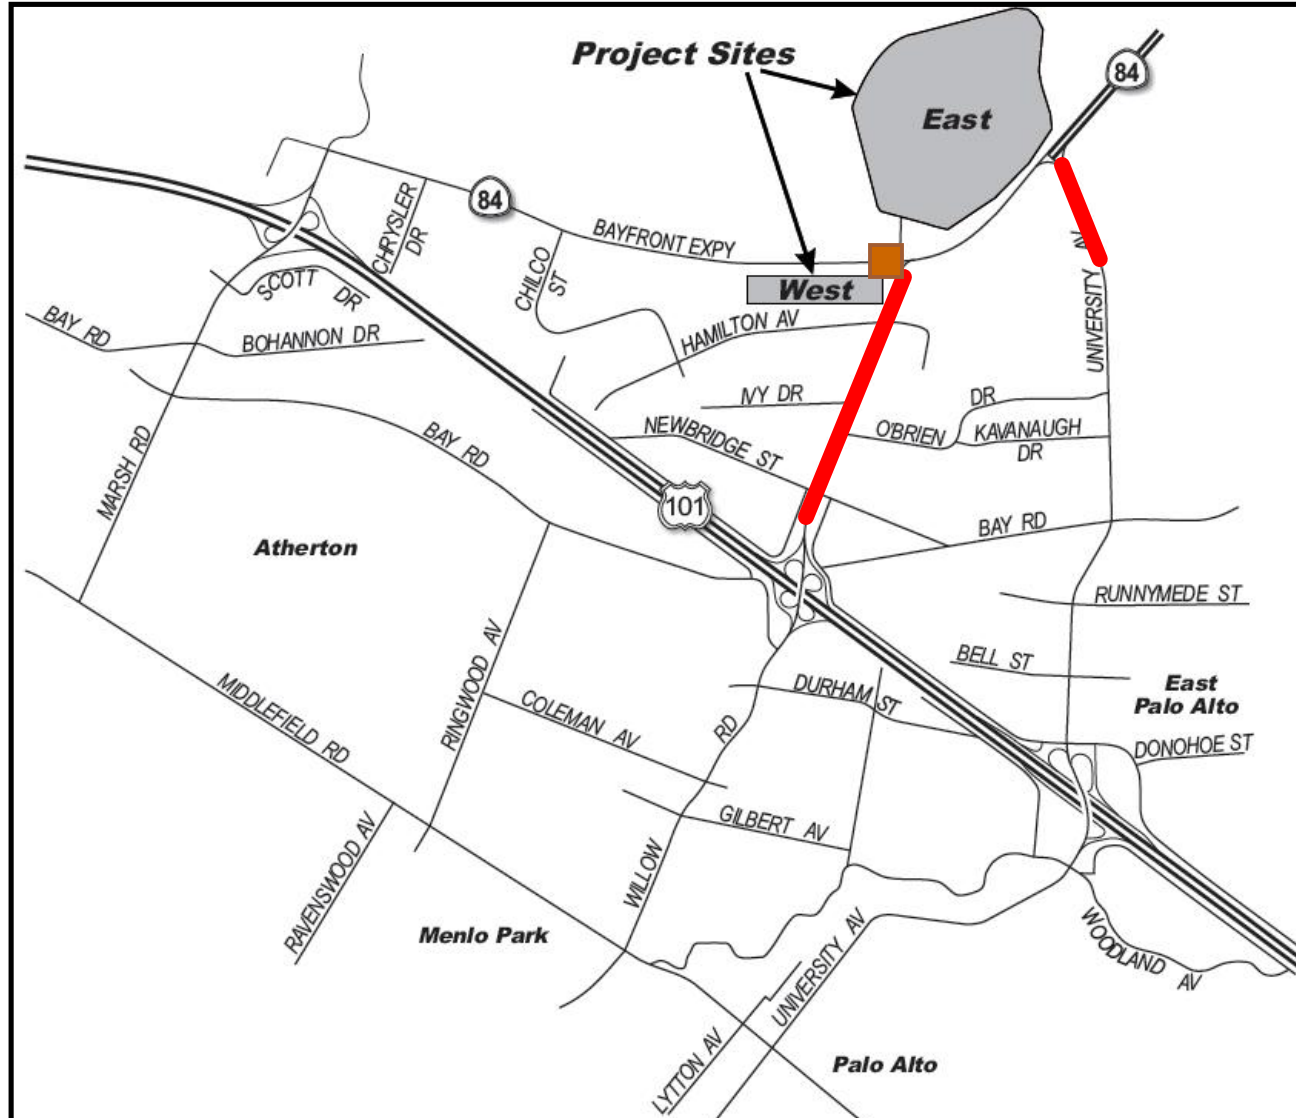 Project Sites
East
84
84
CHRYSLER
DR
BAYFRONT EXPY
AV
UNIVERSITY
West
CHILCO
ST
SCOTT DR
BAY RD
BOHANNON DR
HAMILTON AV
IVY DR
DR
O'BRIEN
KAVANAUGH
DR
NEWBRIDGE ST
BAY RD
MARSH RD
101
BAY RD
Atherton
RUNNYMEDE ST
BELL ST
East
Palo Alto
DURHAM ST
DONOHOE ST
RINGWOOD AV
COLEMAN AV
MIDDLEFIELD RD
RD
WILLOW
GILBERT AV
RAVENSWOOD AV
Menlo Park
WOODLAND AV
UNIVERSITY AV
LYTTON AV
Palo Alto